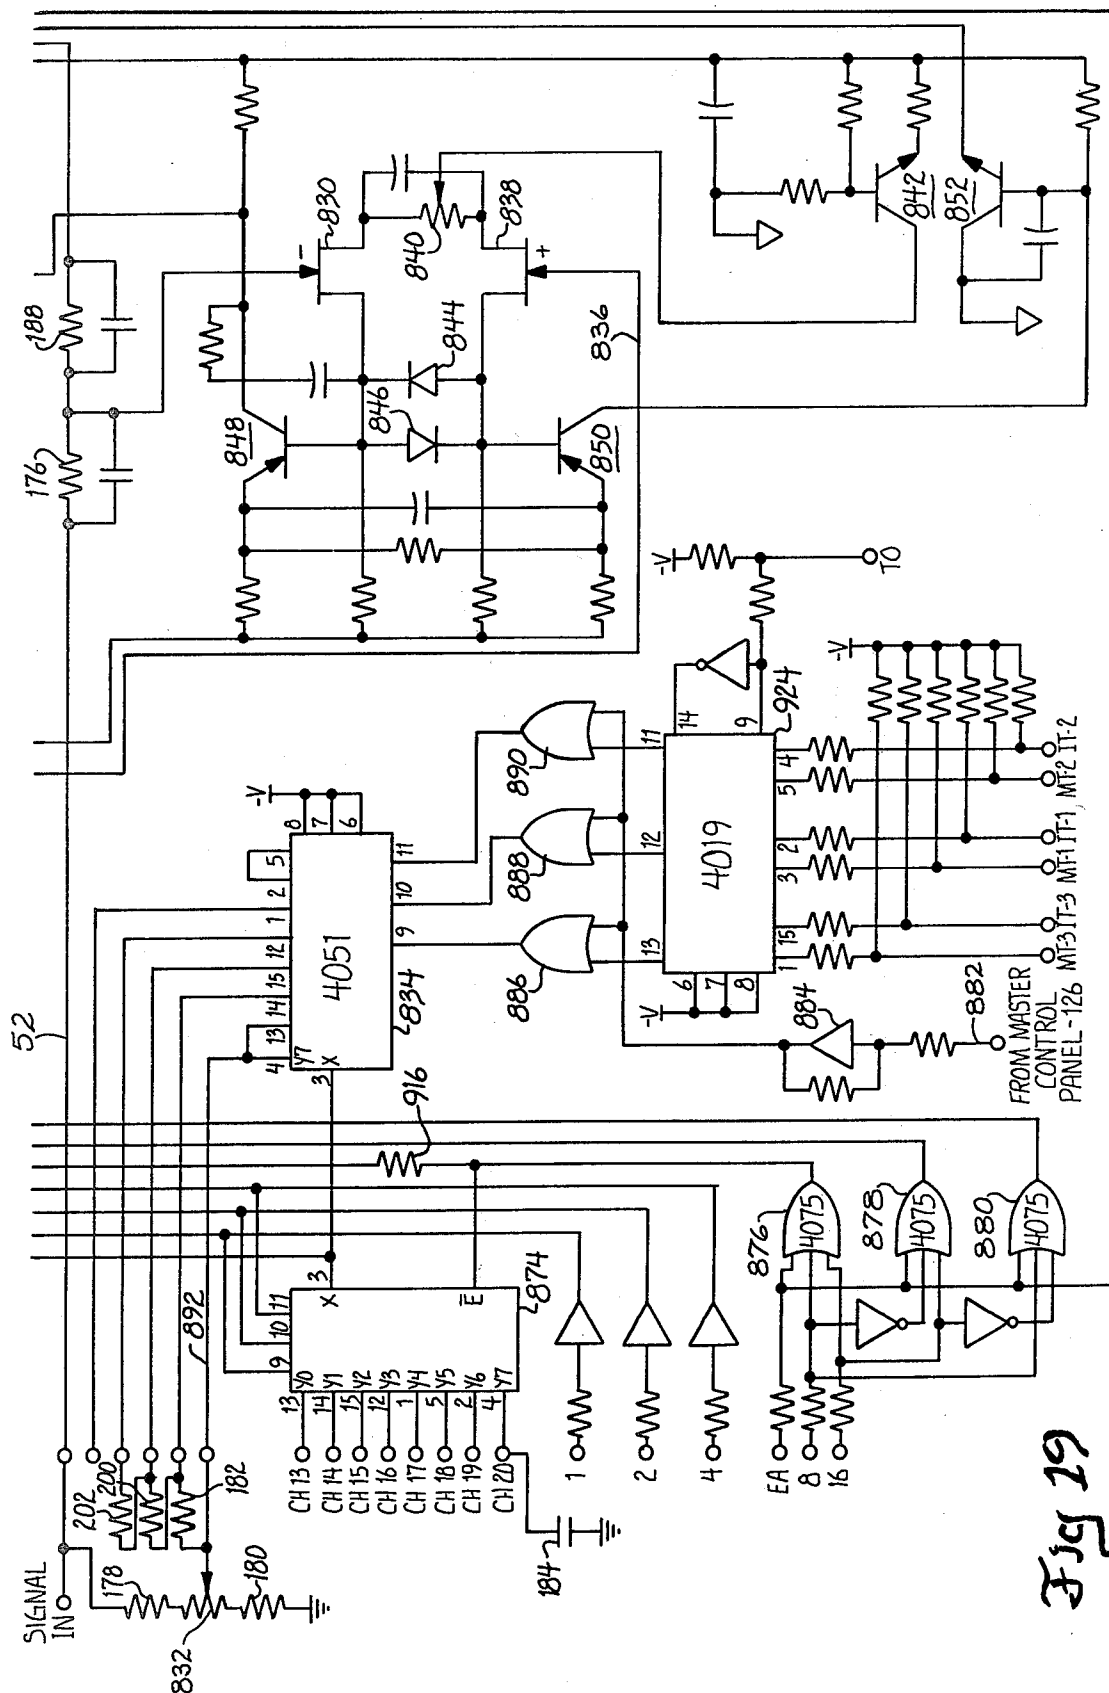 SIGNAL
IN
52
176
188
202
200
182
178
180
832
892
848
830
840
838
844
846
850
836
842
852
-V
8
7
6
4
13
14
15
12
1
2
5
Y7
X
3
4051
834
9
10
11
916
CH 13
CH 14
CH 15
CH 16
CH 17
CH 18
CH 19
CH 20
13
14
15
12
1
5
2
4
Y0
Y1
Y2
Y3
Y4
Y5
Y6
Y7
9
10
11
X
3
E̅
874
184
886
888
890
13
12
11
-V
6
7
8
4019
14
9
924
1
15
3
2
5
4
-V
TO
-V
884
882
FROM MASTER
CONTROL
PANEL-126
MT-3
IT-3
MT-1
IT-1
MT-2
IT-2
1
2
4
EA
8
16
876
4075
878
4075
880
4075
Fig 29